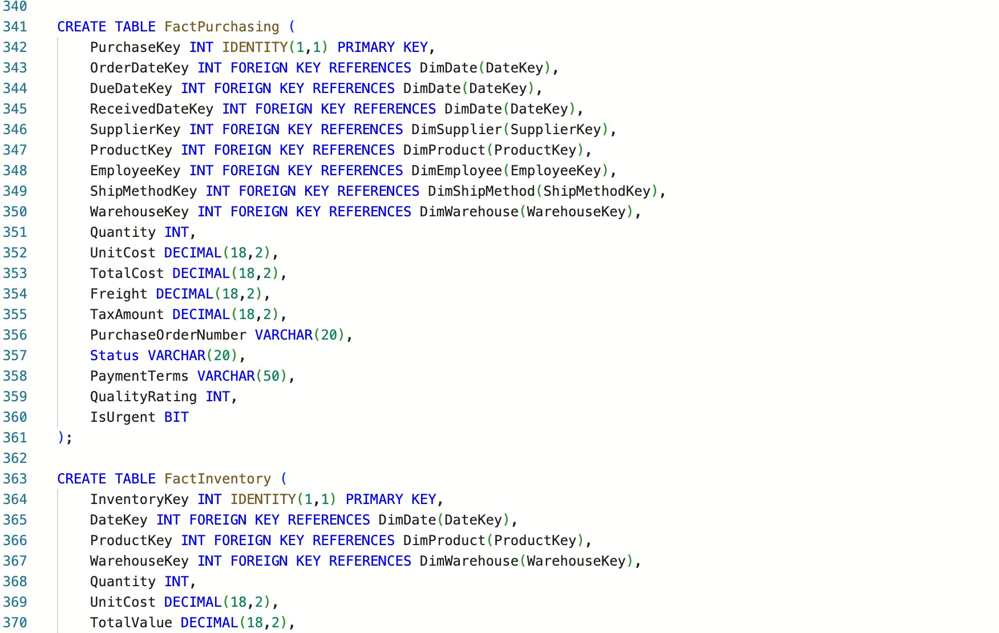 340
341 CREATE TABLE FactPurchasing (
342 PurchaseKey INT IDENTITY(1,1) PRIMARY KEY,
343 OrderDateKey INT FOREIGN KEY REFERENCES DimDate(DateKey),
344 DueDateKey INT FOREIGN KEY REFERENCES DimDate(DateKey),
345 ReceivedDateKey INT FOREIGN KEY REFERENCES DimDate(DateKey),
346 SupplierKey INT FOREIGN KEY REFERENCES DimSupplier(SupplierKey),
347 ProductKey INT FOREIGN KEY REFERENCES DimProduct(ProductKey),
348 EmployeeKey INT FOREIGN KEY REFERENCES DimEmployee(EmployeeKey),
349 ShipMethodKey INT FOREIGN KEY REFERENCES DimShipMethod(ShipMethodKey),
350 WarehouseKey INT FOREIGN KEY REFERENCES DimWarehouse(WarehouseKey),
351 Quantity INT,
352 UnitCost DECIMAL(18,2),
353 TotalCost DECIMAL(18,2),
354 Freight DECIMAL(18,2),
355 TaxAmount DECIMAL(18,2),
356 PurchaseOrderNumber VARCHAR(20),
357 Status VARCHAR(20),
358 PaymentTerms VARCHAR(50),
359 QualityRating INT,
360 IsUrgent BIT
361 );
362
363 CREATE TABLE FactInventory (
364 InventoryKey INT IDENTITY(1,1) PRIMARY KEY,
365 DateKey INT FOREIGN KEY REFERENCES DimDate(DateKey),
366 ProductKey INT FOREIGN KEY REFERENCES DimProduct(ProductKey),
367 WarehouseKey INT FOREIGN KEY REFERENCES DimWarehouse(WarehouseKey),
368 Quantity INT,
369 UnitCost DECIMAL(18,2),
370 TotalValue DECIMAL(18,2),